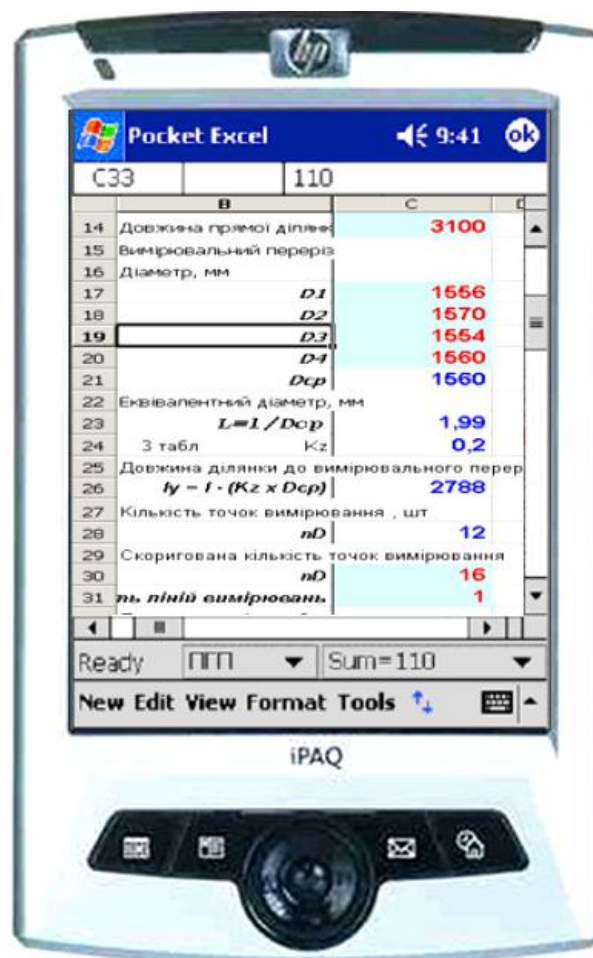 hp
Pocket Excel 9:41 ok
C33 110
B C
14 Довжина прямої ділянк 3100
15 Вимірювальний переріз
16 Діаметр, мм
17 D1 1556
18 D2 1570
19 D3 1554
20 D4 1560
21 Dср 1560
22 Еквівалентний діаметр, мм
23 L=l / Dср 1,99
24 З табл Kz 0,2
25 Довжина ділянки до вимірювального перер
26 ly = l - (Kz x Dср) 2788
27 Кількість точок вимірювання , шт
28 nD 12
29 Скоригована кількість точок вимірювання
30 nD 16
31 ть ліній вимірювань 1
Ready ПГП Sum=110
New Edit View Format Tools
iPAQ